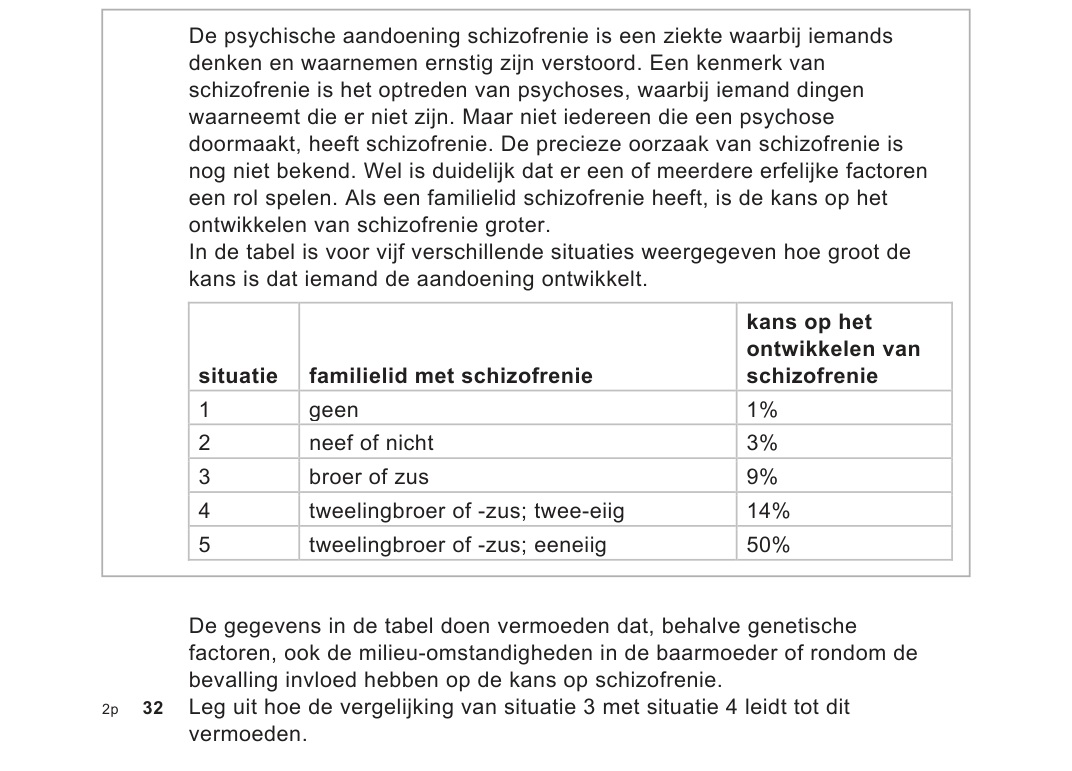 De psychische aandoening schizofrenie is een ziekte waarbij iemands
denken en waarnemen ernstig zijn verstoord. Een kenmerk van
schizofrenie is het optreden van psychoses, waarbij iemand dingen
waarneemt die er niet zijn. Maar niet iedereen die een psychose
doormaakt, heeft schizofrenie. De precieze oorzaak van schizofrenie is
nog niet bekend. Wel is duidelijk dat er een of meerdere erfelijke factoren
een rol spelen. Als een familielid schizofrenie heeft, is de kans op het
ontwikkelen van schizofrenie groter.
In de tabel is voor vijf verschillende situaties weergegeven hoe groot de
kans is dat iemand de aandoening ontwikkelt.
kans op het
ontwikkelen van
situatie familielid met schizofrenie schizofrenie
1 geen 1%
2 neef of nicht 3%
3 broer of zus 9%
4 tweelingbroer of -zus; twee-eiig 14%
5 tweelingbroer of -zus; eeneiig 50%
De gegevens in de tabel doen vermoeden dat, behalve genetische
factoren, ook de milieu-omstandigheden in de baarmoeder of rondom de
bevalling invloed hebben op de kans op schizofrenie.
2p 32 Leg uit hoe de vergelijking van situatie 3 met situatie 4 leidt tot dit
vermoeden.